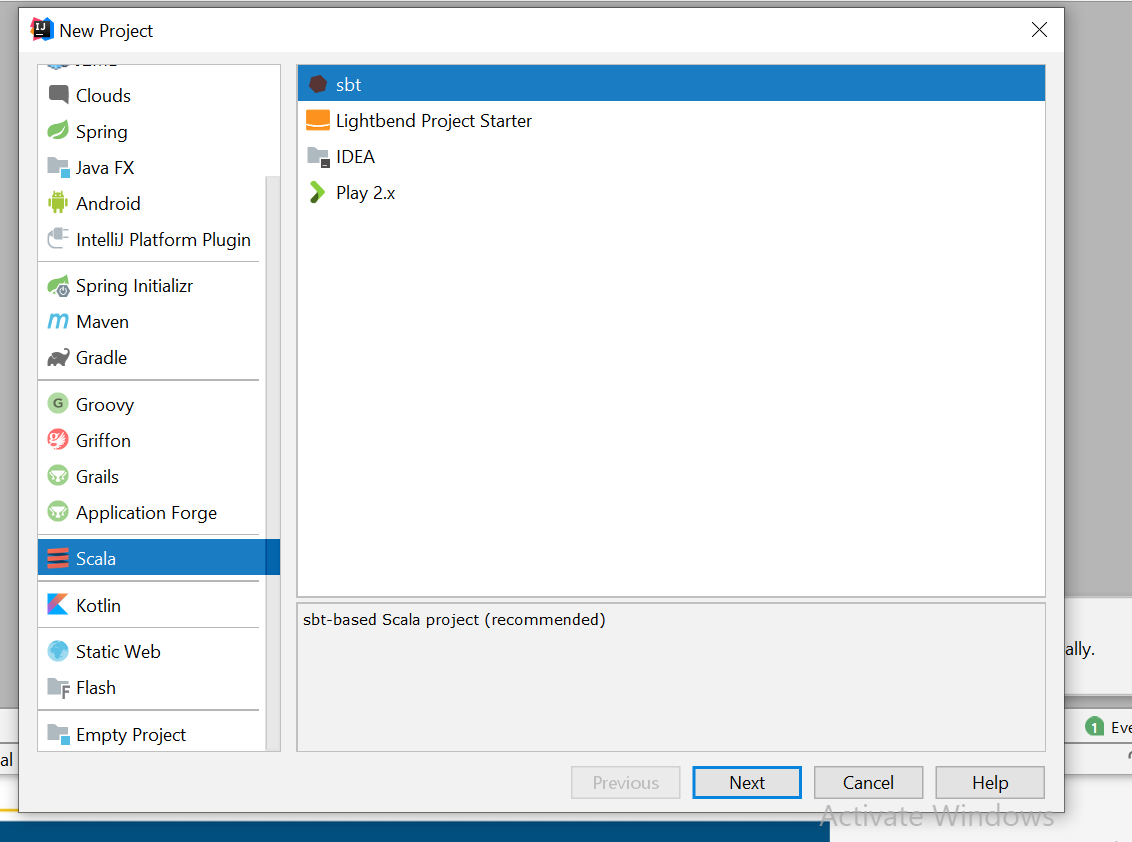 New Project
Clouds
Spring
Java FX
Android
IntelliJ Platform Plugin
Spring Initializr
Maven
Gradle
Groovy
Griffon
Grails
Application Forge
Scala
Kotlin
Static Web
Flash
Empty Project
sbt
Lightbend Project Starter
IDEA
Play 2.x
sbt-based Scala project (recommended)
Previous
Next
Cancel
Help
ally.
1 Eve
al
Activate Windows